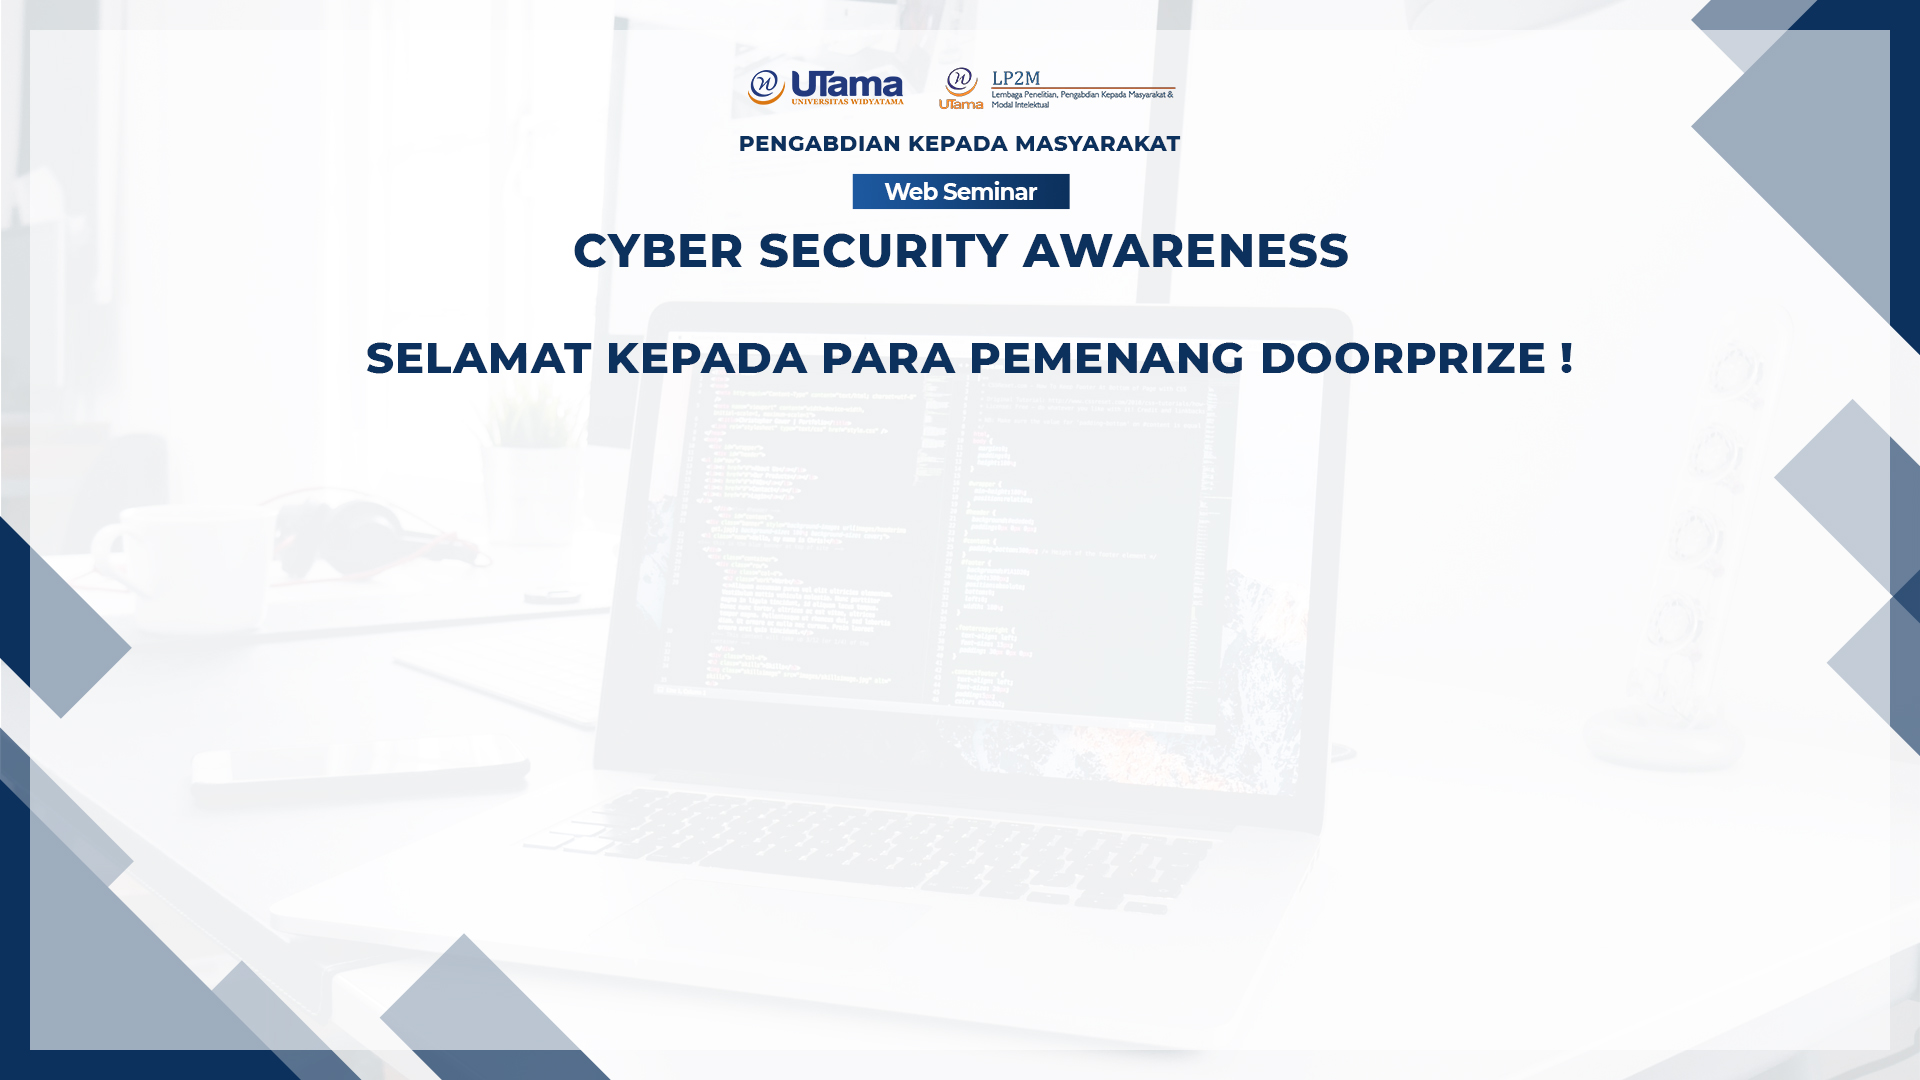 UTama
UNIVERSITAS WIDYATAMA
UTama
LP2M
Lembaga Penelitian, Pengabdian Kepada Masyarakat &
Modal Intelektual
PENGABDIAN KEPADA MASYARAKAT
Web Seminar
CYBER SECURITY AWARENESS
SELAMAT KEPADA PARA PEMENANG DOORPRIZE !